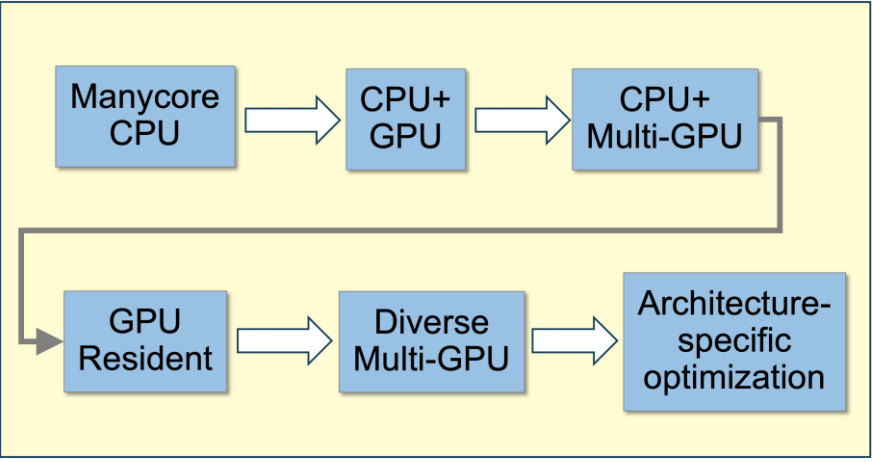 Manycore
CPU
CPU+
GPU
CPU+
Multi-GPU
GPU
Resident
Diverse
Multi-GPU
Architecture-
specific
optimization